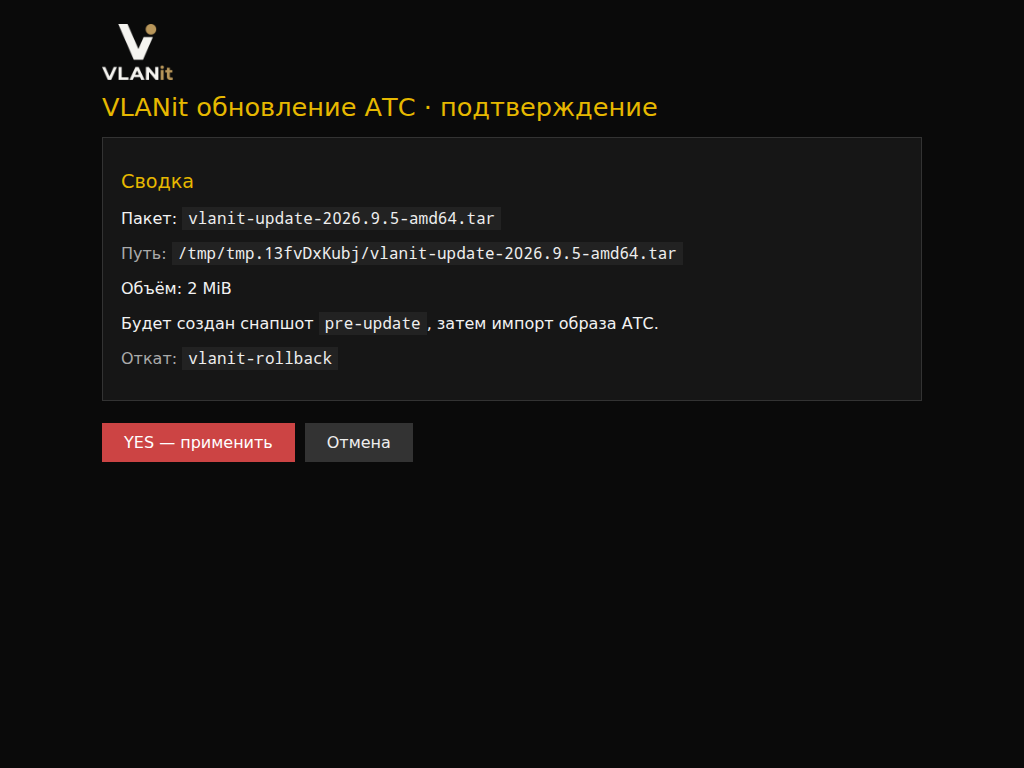 VLANit
VLANit обновление АТС · подтверждение
Сводка
Пакет: vlanit-update-2026.9.5-amd64.tar
Путь: /tmp/tmp.13fvDxKubj/vlanit-update-2026.9.5-amd64.tar
Объём: 2 MiB
Будет создан снапшот pre-update, затем импорт образа АТС.
Откат: vlanit-rollback
YES — применить Отмена